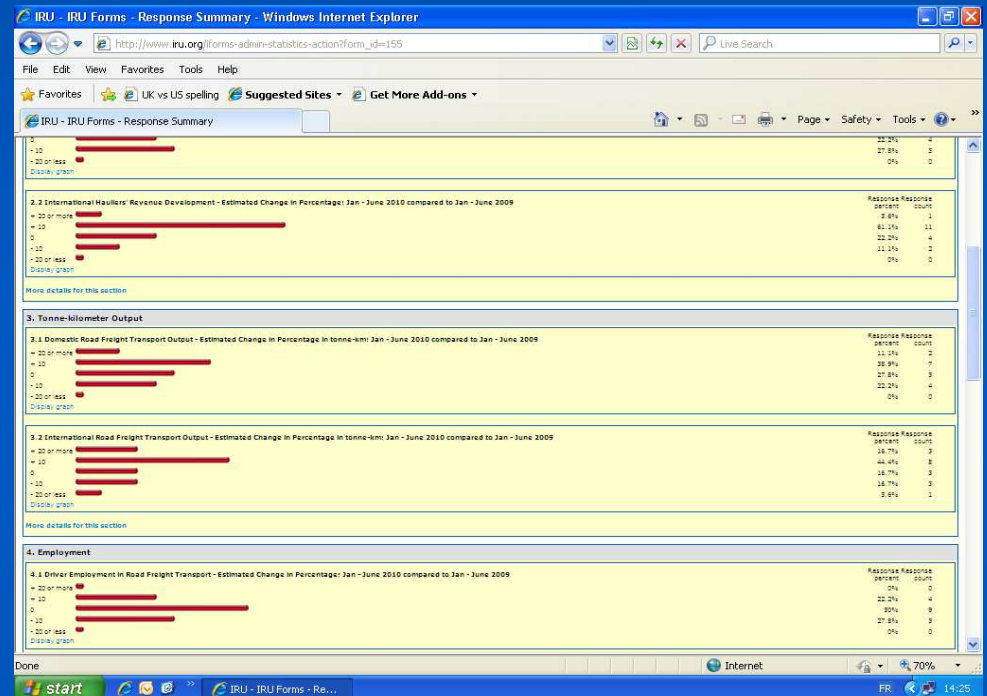 IRU - IRU Forms - Response Summary - Windows Internet Explorer
http://www.iru.org/iforms-admin-statistics-action?form_id=155
Live Search
File Edit View Favorites Tools Help
Favorites UK vs US spelling Suggested Sites Get More Add-ons
IRU - IRU Forms - Response Summary
Page Safety Tools
0 22.2% 4
- 10 27.8% 5
- 20 or less 0% 0
Display graph
2.2 International Hauliers' Revenue Development - Estimated Change in Percentage: Jan - June 2010 compared to Jan - June 2009
Response percent Response count
+ 20 or more 5.6% 1
+ 10 61.1% 11
0 22.2% 4
- 10 11.1% 2
- 20 or less 0% 0
Display graph
More details for this section
3. Tonne-kilometer Output
3.1 Domestic Road Freight Transport Output - Estimated Change in Percentage in tonne-km: Jan - June 2010 compared to Jan - June 2009
Response percent Response count
+ 20 or more 11.1% 2
+ 10 38.9% 7
0 27.8% 5
- 10 22.2% 4
- 20 or less 0% 0
Display graph
3.2 International Road Freight Transport Output - Estimated Change in Percentage in tonne-km: Jan - June 2010 compared to Jan - June 2009
Response percent Response count
+ 20 or more 16.7% 3
+ 10 44.4% 8
0 16.7% 3
- 10 16.7% 3
- 20 or less 5.6% 1
Display graph
More details for this section
4. Employment
4.1 Driver Employment in Road Freight Transport - Estimated Change in Percentage: Jan - June 2010 compared to Jan - June 2009
Response percent Response count
+ 20 or more 0% 0
+ 10 22.2% 4
0 50% 9
- 10 27.8% 5
- 20 or less 0% 0
Display graph
Done Internet 70%
start IRU - IRU Forms - Re... FR 14:25